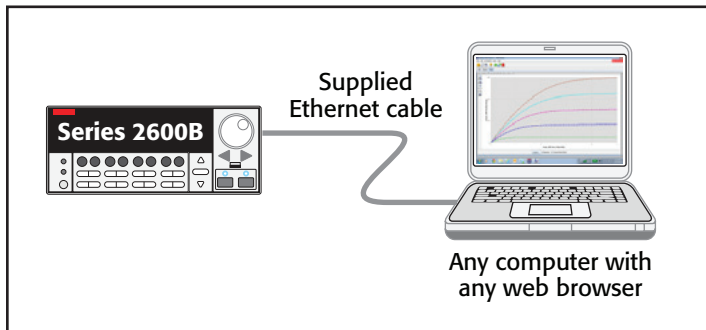 Supplied
Ethernet cable
Series 2600B
Any computer with
any web browser